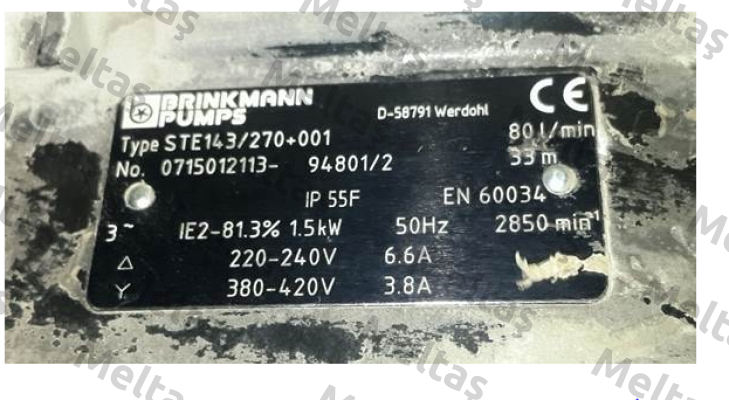 BRINKMANN
PUMPS
D-58791 Werdohl
CE
Type STE143/270+001
80 l/min
No. 0715012113- 94801/2
33 m
IP 55F
EN 60034
3~ IE2-81.3% 1.5kW 50Hz 2850 min-1
△ 220-240V 6.6A
Y 380-420V 3.8A
Meltaş